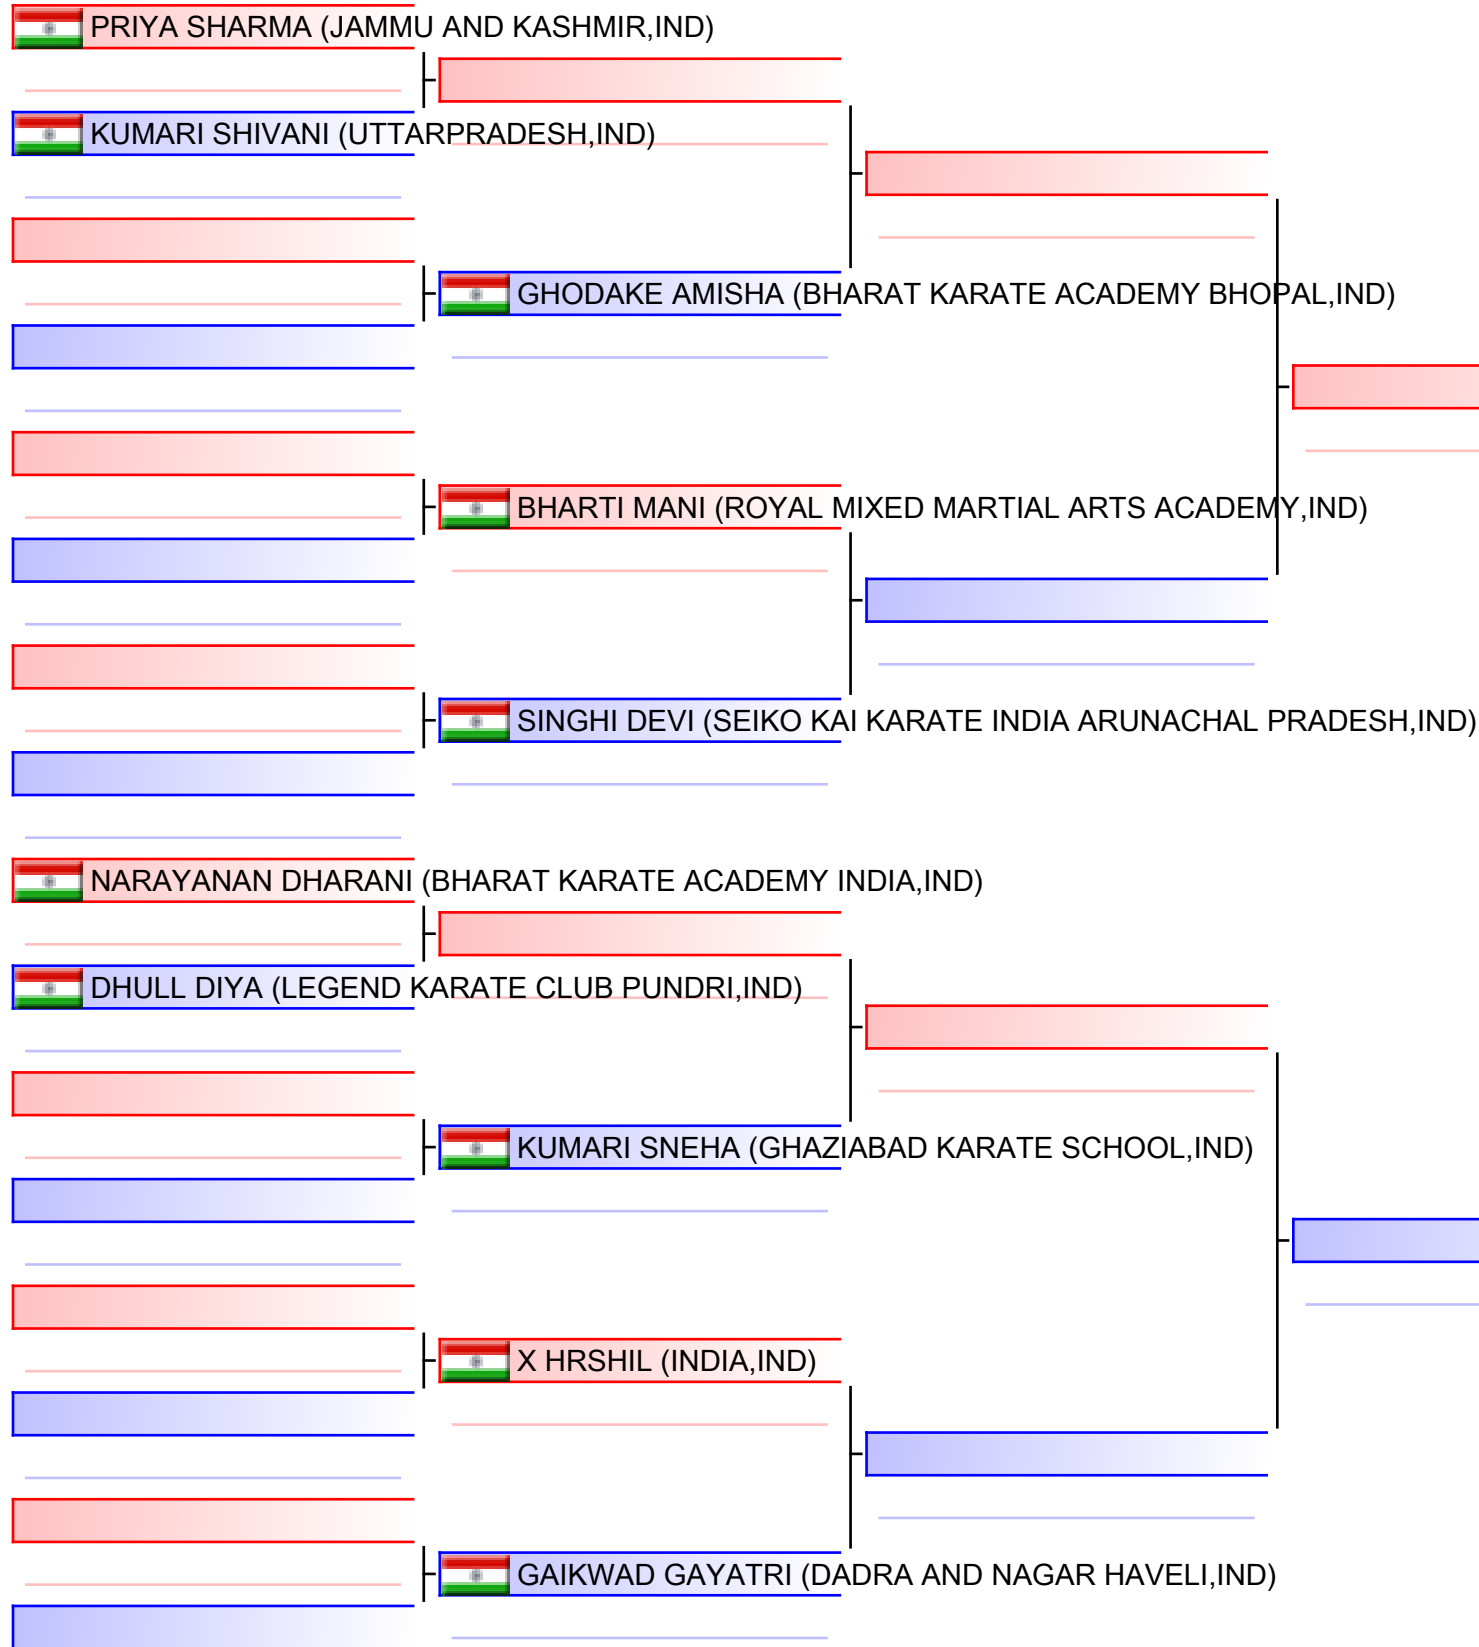 PRIYA SHARMA (JAMMU AND KASHMIR,IND)
KUMARI SHIVANI (UTTARPRADESH,IND)
GHODAKE AMISHA (BHARAT KARATE ACADEMY BHOPAL,IND)
BHARTI MANI (ROYAL MIXED MARTIAL ARTS ACADEMY,IND)
SINGHI DEVI (SEIKO KAI KARATE INDIA ARUNACHAL PRADESH,IND)
NARAYANAN DHARANI (BHARAT KARATE ACADEMY INDIA,IND)
DHULL DIYA (LEGEND KARATE CLUB PUNDRI,IND)
KUMARI SNEHA (GHAZIABAD KARATE SCHOOL,IND)
X HRSHIL (INDIA,IND)
GAIKWAD GAYATRI (DADRA AND NAGAR HAVELI,IND)